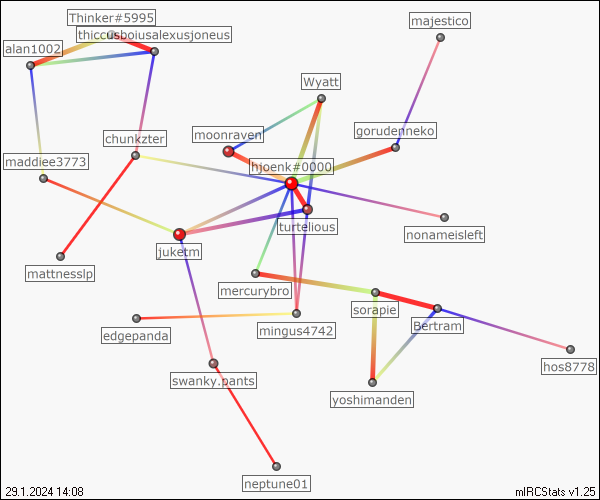 Thinker#5995
majestico
thiccusboiusalexusjoneus
alan1002
Wyatt
moonraven
gorudenneko
chunkzter
maddiee3773
hjoenk#0000
turtelious
nonameisleft
juketm
mattnesslp
mercurybro
sorapie
mingus4742
edgepanda
Bertram
hos8778
swanky.pants
yoshimanden
neptune01
29.1.2024 14:08
mIRCStats v1.25